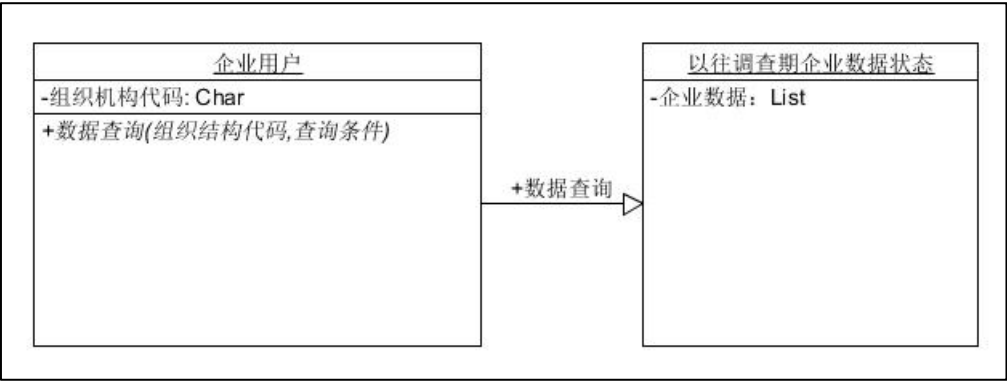 企业用户
-组织机构代码: Char
+数据查询(组织结构代码,查询条件)
+数据查询
以往调查期企业数据状态
-企业数据：List